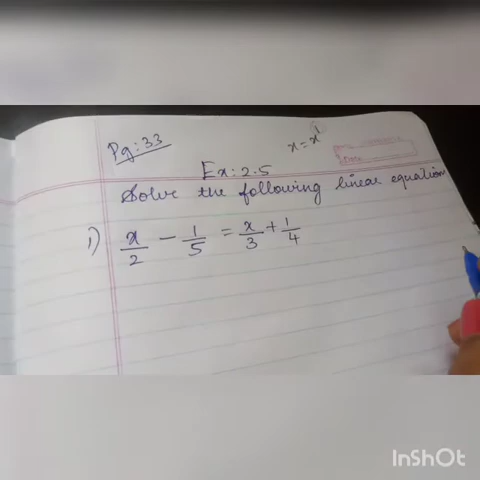 Pg: 33
x = x¹
Ex: 2.5
Solve the following linear equation
1) x/2 - 1/5 = x/3 + 1/4
InShOt